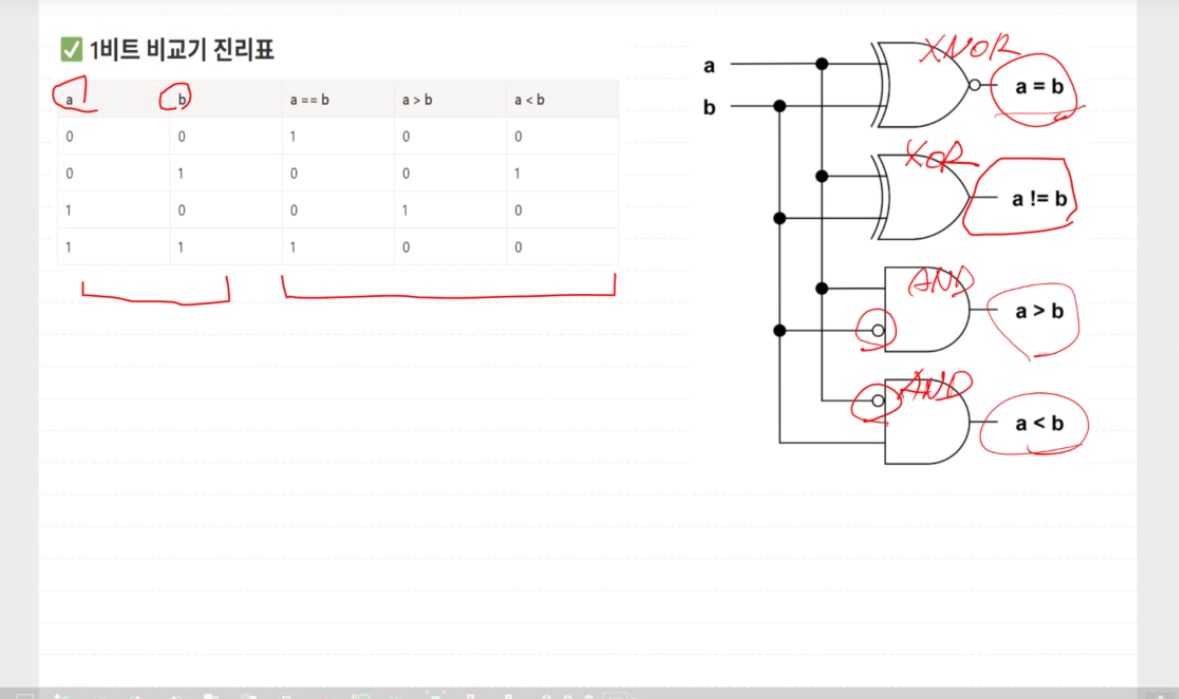 ✅ 1비트 비교기 진리표
a b a == b a > b a < b
0 0 1 0 0
0 1 0 0 1
1 0 0 1 0
1 1 1 0 0
a
b
XNOR
a = b
XOR
a != b
AND
a > b
AND
a < b